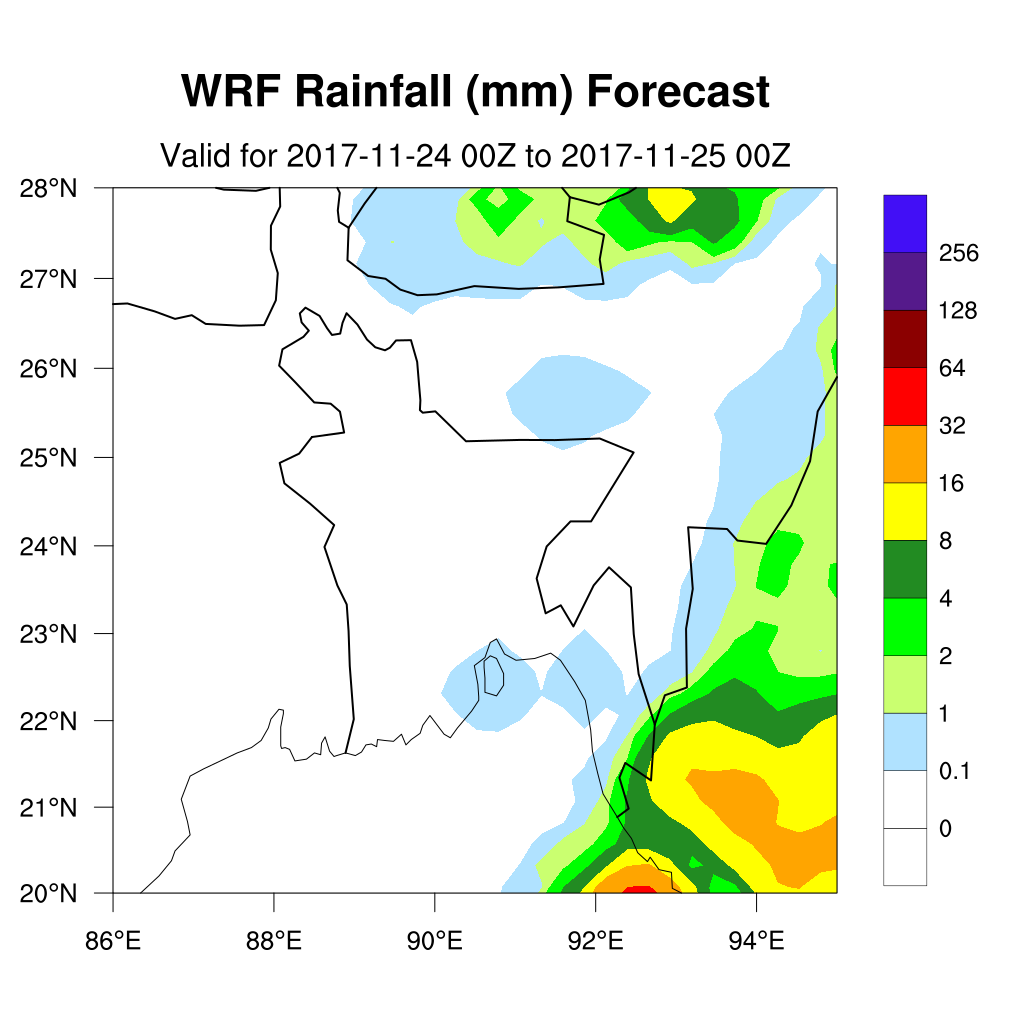 WRF Rainfall (mm) Forecast
Valid for 2017-11-24 00Z to 2017-11-25 00Z
28°N
27°N
26°N
25°N
24°N
23°N
22°N
21°N
20°N
86°E
88°E
90°E
92°E
94°E
256
128
64
32
16
8
4
2
1
0.1
0